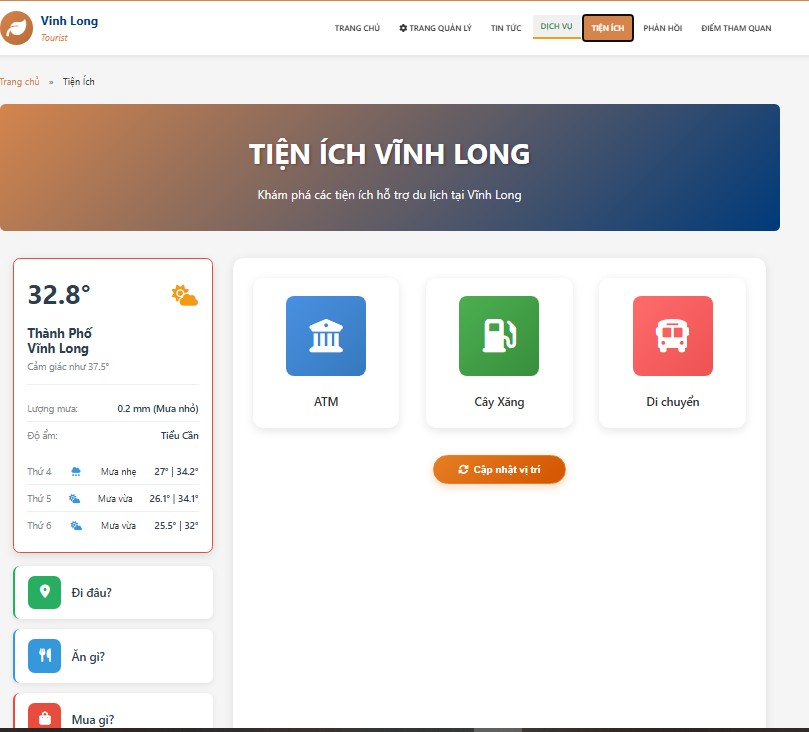 Vĩnh Long
Tourist
TRANG CHỦ
TRANG QUẢN LÝ
TIN TỨC
DỊCH VỤ
TIỆN ÍCH
PHẢN HỒI
ĐIỂM THAM QUAN
Trang chủ » Tiện Ích
TIỆN ÍCH VĨNH LONG
Khám phá các tiện ích hỗ trợ du lịch tại Vĩnh Long
32.8°
Thành Phố
Vĩnh Long
Cảm giác như 37.5°
Lượng mưa: 0.2 mm (Mưa nhỏ)
Độ ẩm: Tiểu Cần
Thứ 4 Mưa nhẹ 27° | 34.2°
Thứ 5 Mưa vừa 26.1° | 34.1°
Thứ 6 Mưa vừa 25.5° | 32°
Đi đâu?
Ăn gì?
Mua gì?
ATM
Cây Xăng
Di chuyển
Cập nhật vị trí